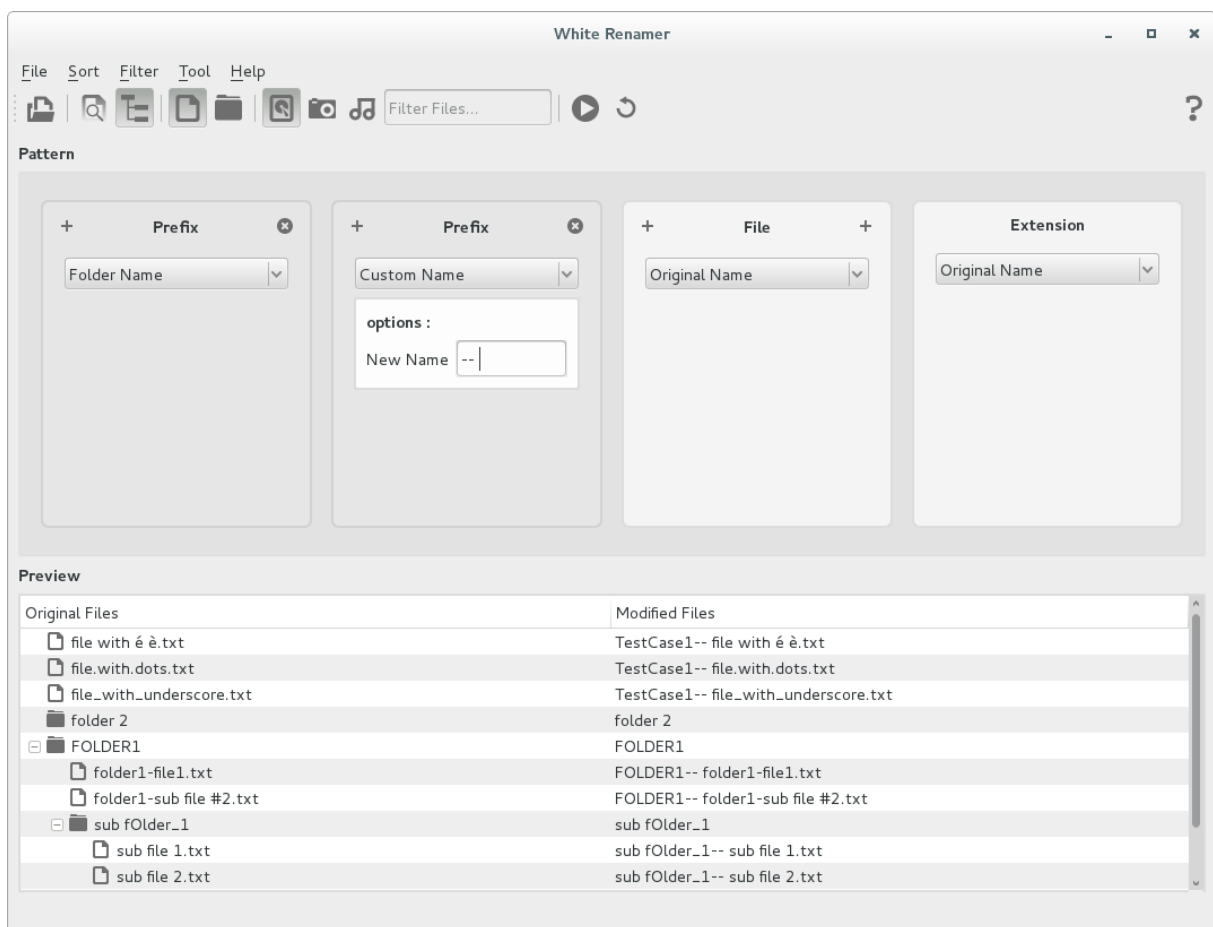 White Renamer
File Sort Filter Tool Help
Filter Files...
?
Pattern
+ Prefix
+ Prefix
+ File +
Extension
Folder Name
Custom Name
Original Name
Original Name
options :
New Name --
Preview
Original Files Modified Files
file with é è.txt TestCase1-- file with é è.txt
file.with.dots.txt TestCase1-- file.with.dots.txt
file_with_underscore.txt TestCase1-- file_with_underscore.txt
folder 2 folder 2
FOLDER1 FOLDER1
folder1-file1.txt FOLDER1-- folder1-file1.txt
folder1-sub file #2.txt FOLDER1-- folder1-sub file #2.txt
sub fOlder_1 sub fOlder_1
sub file 1.txt sub fOlder_1-- sub file 1.txt
sub file 2.txt sub fOlder_1-- sub file 2.txt